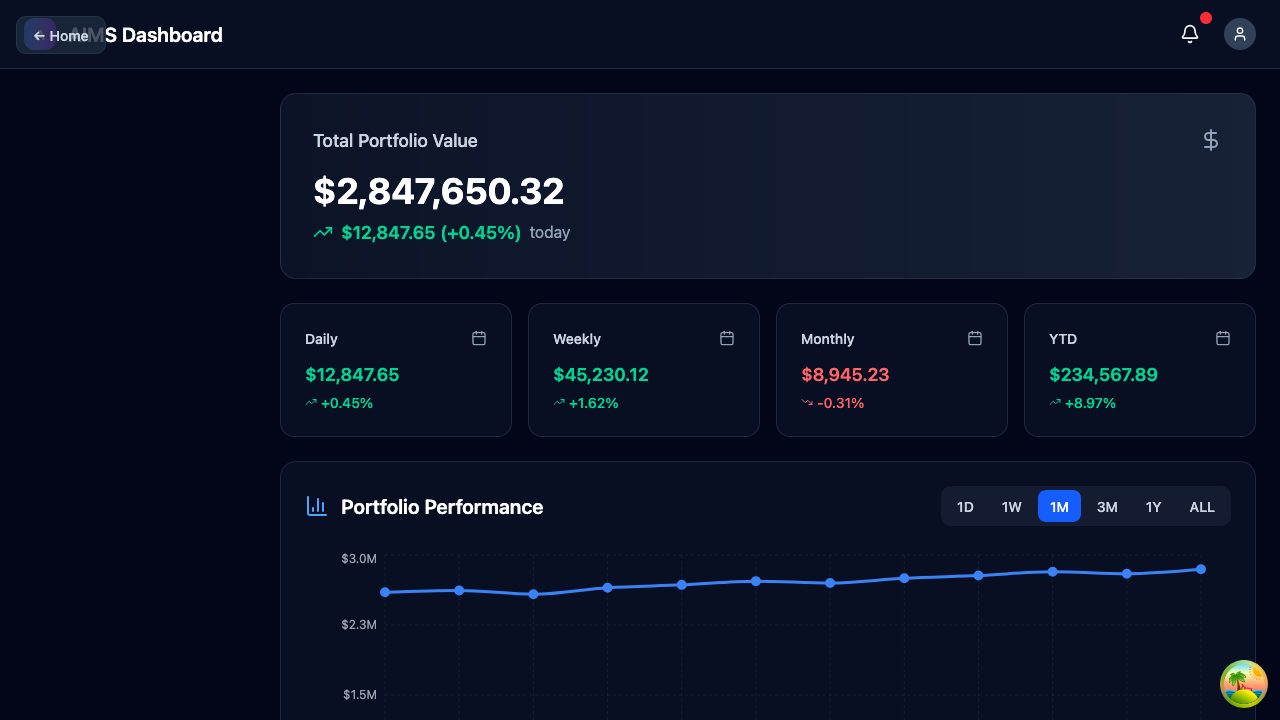 ← Home
AIMS Dashboard
Total Portfolio Value
$2,847,650.32
$12,847.65 (+0.45%) today
Daily
$12,847.65
+0.45%
Weekly
$45,230.12
+1.62%
Monthly
$8,945.23
-0.31%
YTD
$234,567.89
+8.97%
Portfolio Performance
1D 1W 1M 3M 1Y ALL
$3.0M
$2.3M
$1.5M